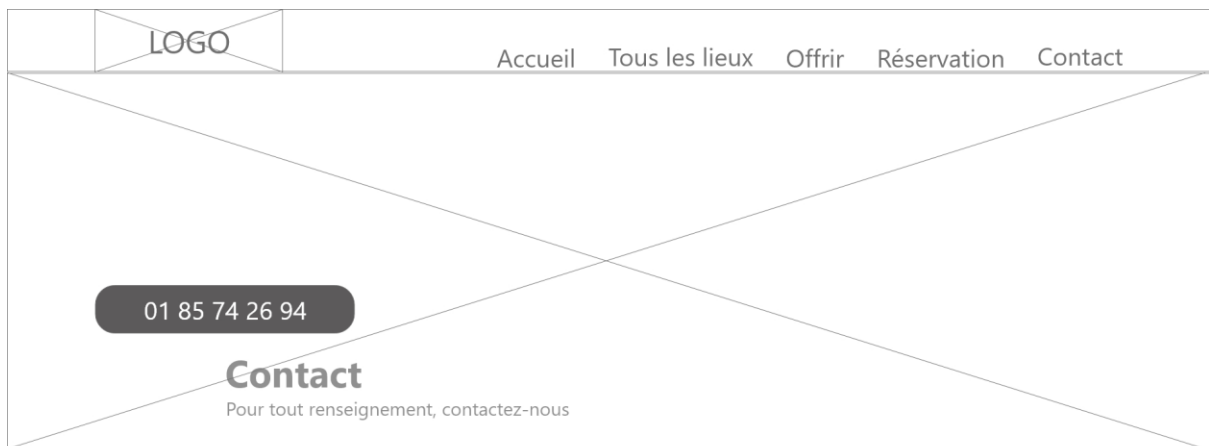 LOGO
Accueil Tous les lieux Offrir Réservation Contact
01 85 74 26 94
Contact
Pour tout renseignement, contactez-nous